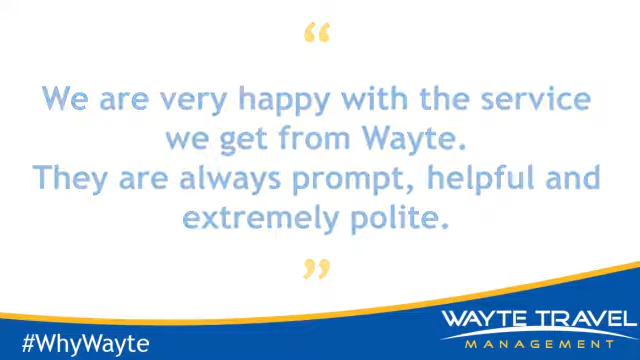 “
We are very happy with the service
we get from Wayte.
They are always prompt, helpful and
extremely polite.
”
#WhyWayte
WAYTE TRAVEL
MANAGEMENT